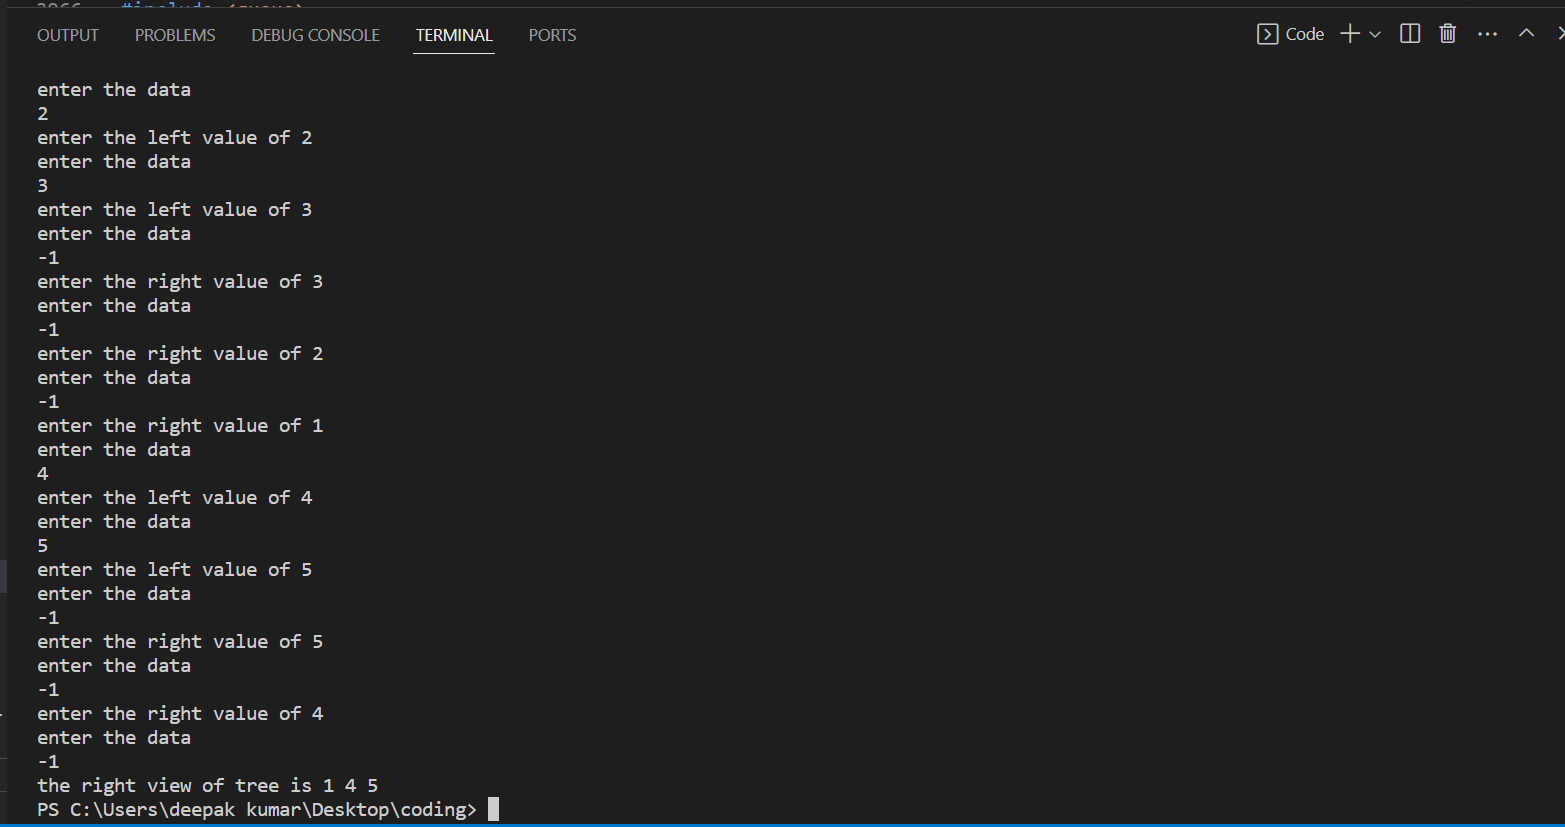 OUTPUT PROBLEMS DEBUG CONSOLE TERMINAL PORTS Code
enter the data
2
enter the left value of 2
enter the data
3
enter the left value of 3
enter the data
-1
enter the right value of 3
enter the data
-1
enter the right value of 2
enter the data
-1
enter the right value of 1
enter the data
4
enter the left value of 4
enter the data
5
enter the left value of 5
enter the data
-1
enter the right value of 5
enter the data
-1
enter the right value of 4
enter the data
-1
the right view of tree is 1 4 5
PS C:\Users\deepak kumar\Desktop\coding>